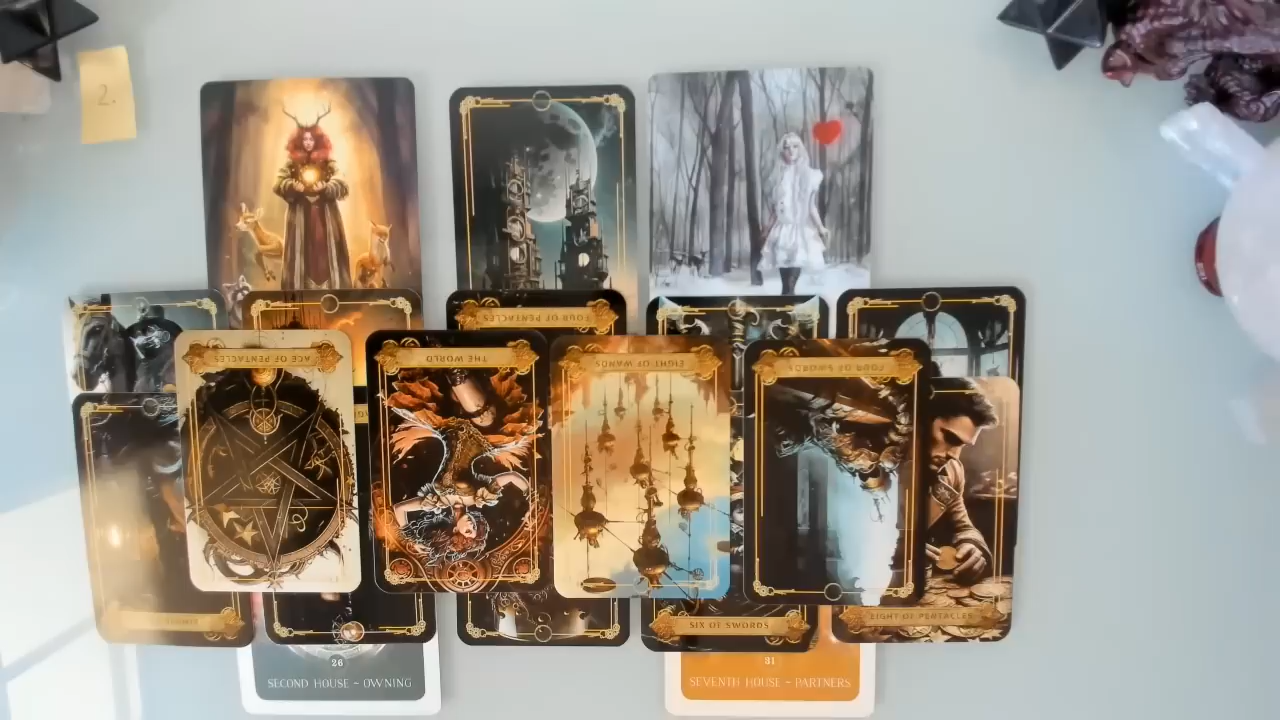 2.
FOUR OF PENTACLES
ACE OF PENTACLES
THE WORLD
EIGHT OF WANDS
FOUR OF SWORDS
SIX OF SWORDS
EIGHT OF PENTACLES
26
SECOND HOUSE - OWNING
31
SEVENTH HOUSE - PARTNERS